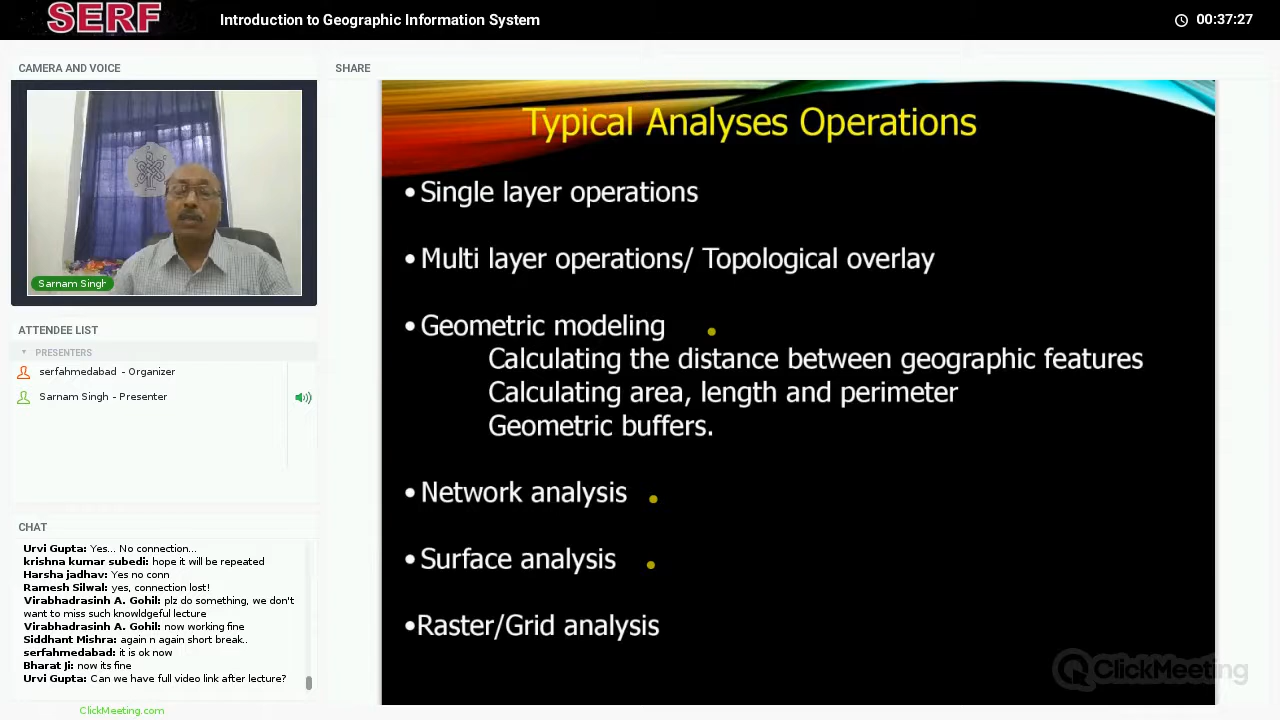 SERF
Introduction to Geographic Information System
00:37:27
CAMERA AND VOICE
SHARE
Sarnam Singh
ATTENDEE LIST
PRESENTERS
serfahmedabad - Organizer
Sarnam Singh - Presenter
CHAT
Urvi Gupta: Yes... No connection...
krishna kumar subedi: hope it will be repeated
Harsha jadhav: Yes no conn
Ramesh Silwal: yes, connection lost!
Virabhadrasinh A. Gohil: plz do something, we don't
want to miss such knowldgeful lecture
Virabhadrasinh A. Gohil: now working fine
Siddhant Mishra: again n again short break..
serfahmedabad: it is ok now
Bharat Ji: now its fine
Urvi Gupta: Can we have full video link after lecture?
ClickMeeting.com
Typical Analyses Operations
•Single layer operations
•Multi layer operations/ Topological overlay
•Geometric modeling
Calculating the distance between geographic features
Calculating area, length and perimeter
Geometric buffers.
•Network analysis
•Surface analysis
•Raster/Grid analysis
ClickMeeting